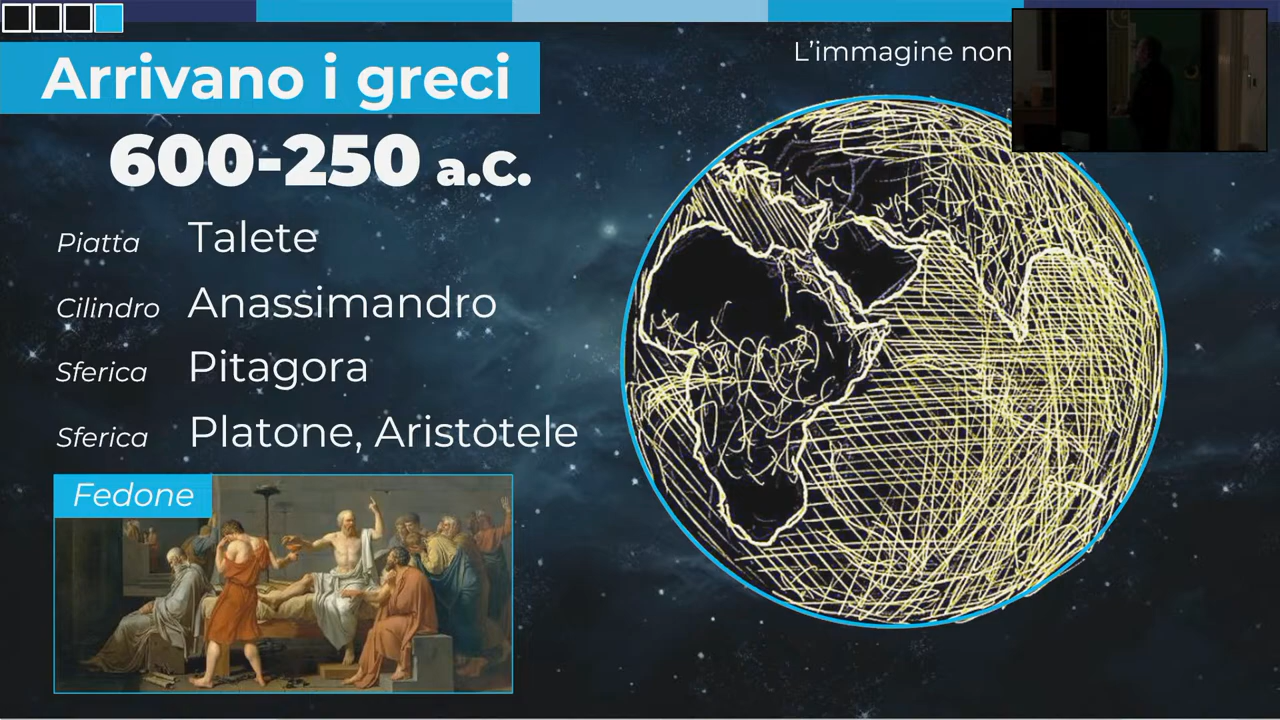 Arrivano i greci
L'immagine non
600-250 a.C.
Piatta Talete
Cilindro Anassimandro
Sferica Pitagora
Sferica Platone, Aristotele
Fedone